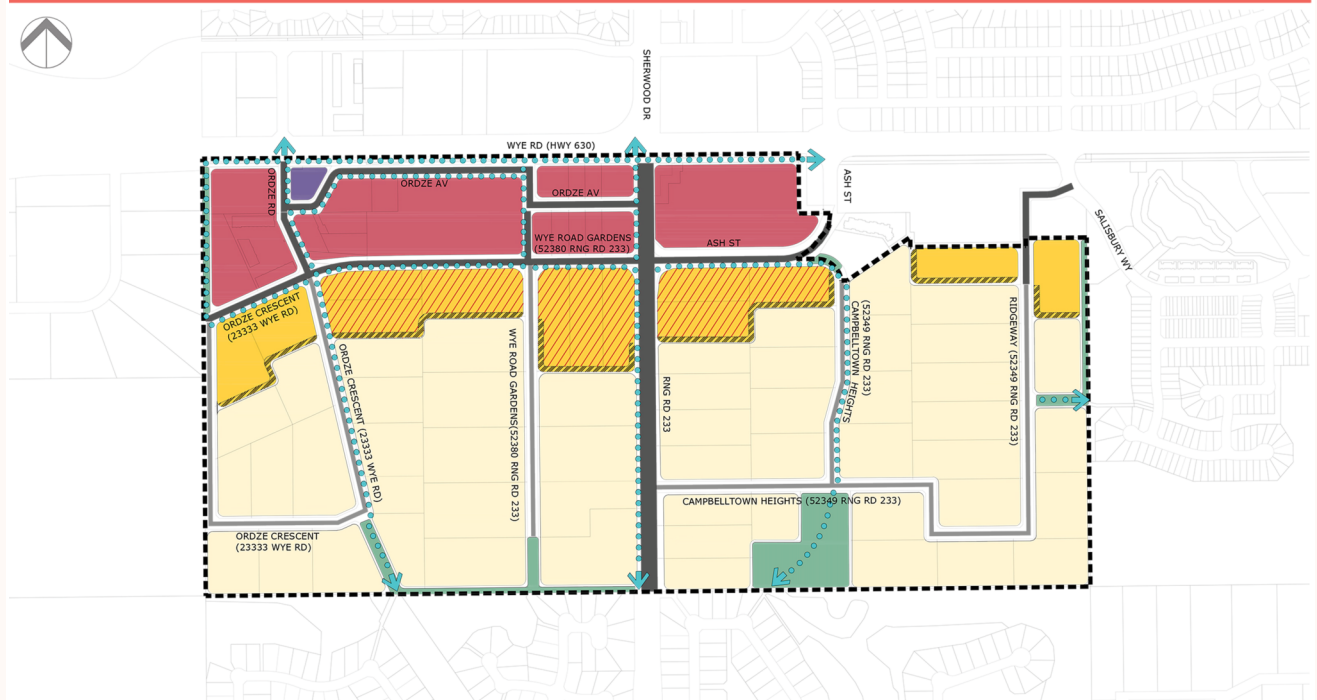 SHERWOOD DR
WYE RD (HWY 630)
ORDZE RD
ORDZE AV
ORDZE AV
ASH ST
WYE ROAD GARDENS
(52380 RNG RD 233)
ASH ST
SALISBURY WY
ORDZE CRESCENT
(23333 WYE RD)
ORDZE CRESCENT (23333 WYE RD)
WYE ROAD GARDENS(52380 RNG RD 233)
RNG RD 233
CAMPBELLTOWN HEIGHTS
(52349 RNG RD 233)
RIDGEWAY (52349 RNG RD 233)
CAMPBELLTOWN HEIGHTS (52349 RNG RD 233)
ORDZE CRESCENT
(23333 WYE RD)